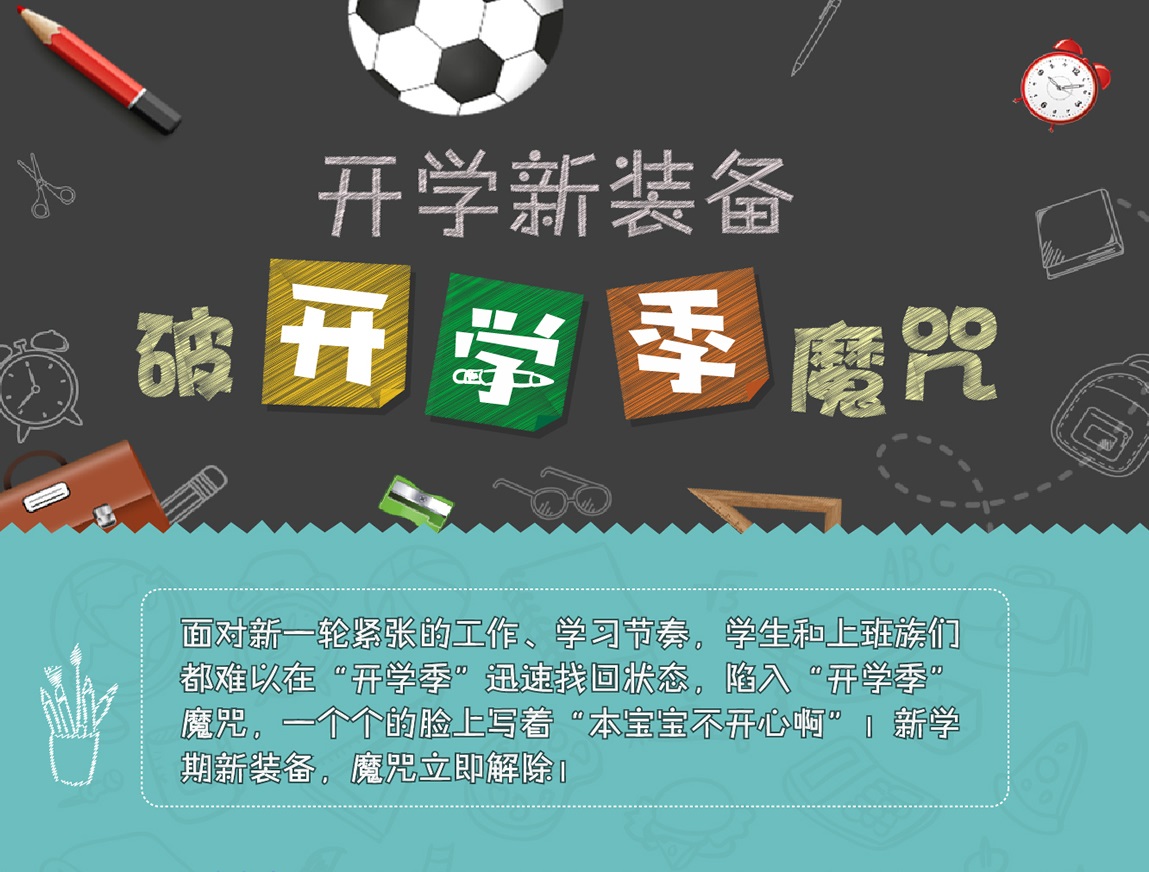 开学新装备
破开学季魔咒
面对新一轮紧张的工作、学习节奏，学生和上班族们
都难以在“开学季”迅速找回状态，陷入“开学季”
魔咒，一个个的脸上写着“本宝宝不开心啊”！新学
期新装备，魔咒立即解除！
ABC